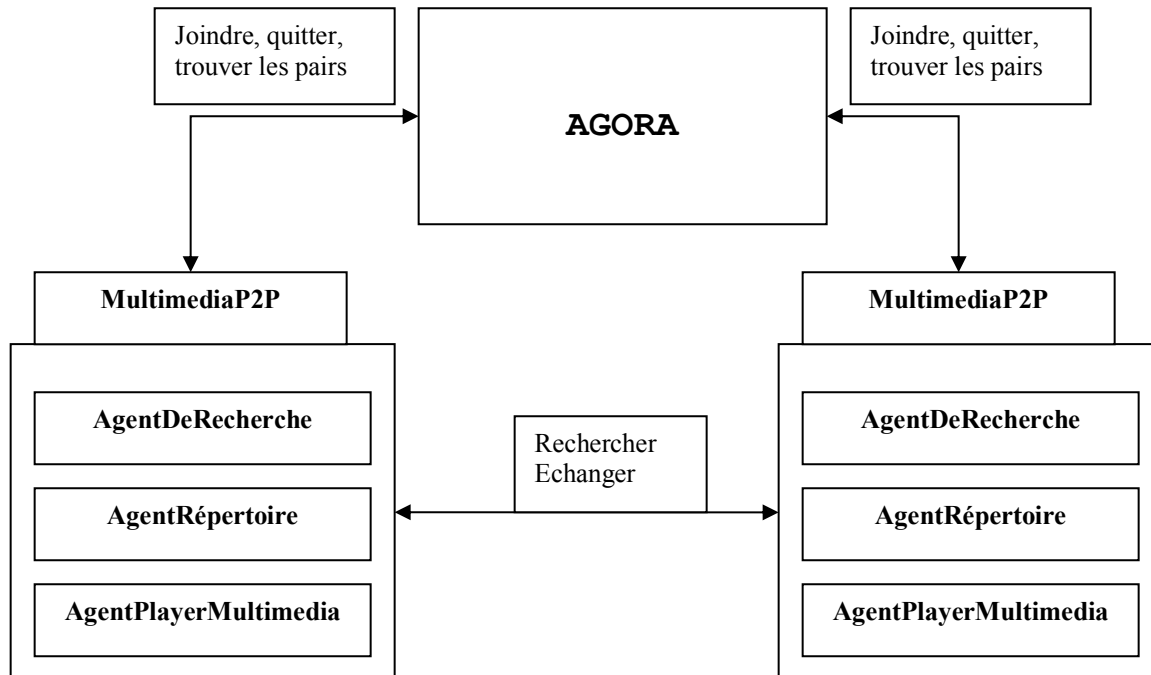 Joindre, quitter,
trouver les pairs
AGORA
Joindre, quitter,
trouver les pairs
MultimediaP2P
MultimediaP2P
AgentDeRecherche
AgentRépertoire
AgentPlayerMultimedia
Rechercher
Echanger
AgentDeRecherche
AgentRépertoire
AgentPlayerMultimedia